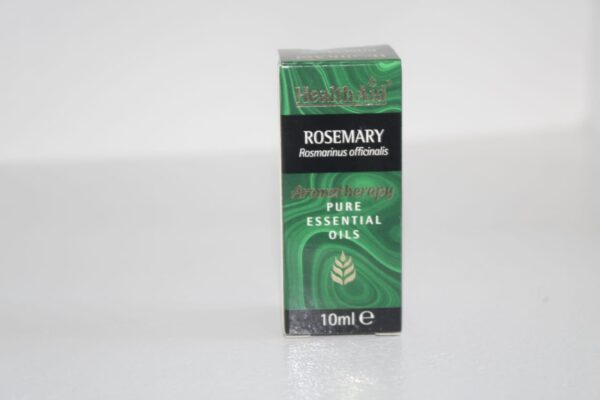 HealthAid
ROSEMARY
Rosmarinus officinalis
Aromatherapy
PURE
ESSENTIAL
OILS
10ml e